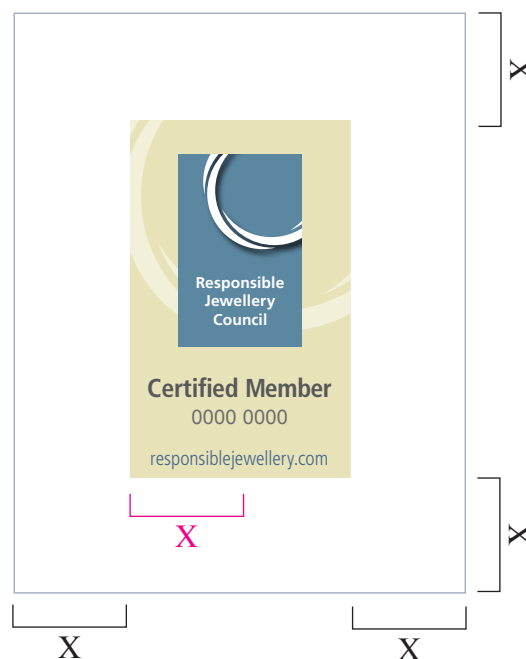 X
Responsible
Jewellery
Council
Certified Member
0000 0000
responsiblejewellery.com
X
X
X
X